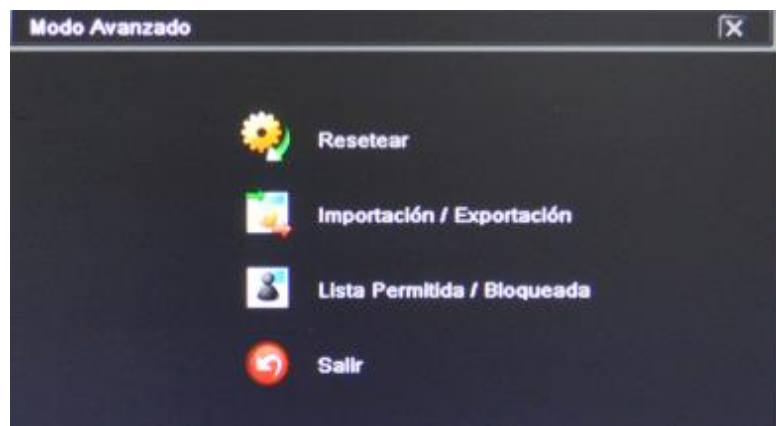 Modo Avanzado
Resetear
Importación / Exportación
Lista Permitida / Bloqueada
Salir